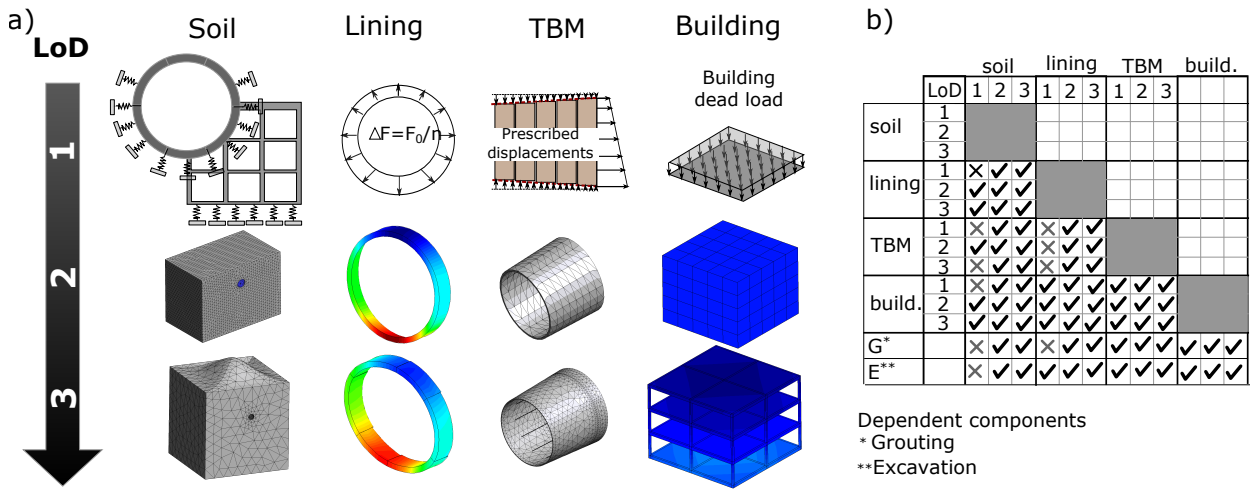 a)
Soil
Lining
TBM
Building
LoD
1
2
3
ΔF=F₀/n
Prescribed
displacements
Building
dead load
b)
soil lining TBM build.
LoD 1 2 3 1 2 3 1 2 3
soil 1
2
3
lining 1 ✕ ✓ ✓
2 ✓ ✓ ✓
3 ✓ ✓ ✓
TBM 1 ✕ ✓ ✓ ✕ ✓ ✓
2 ✓ ✓ ✓ ✕ ✓ ✓
3 ✕ ✓ ✓ ✕ ✓ ✓
build. 1 ✕ ✓ ✓ ✓ ✓ ✓ ✓ ✓ ✓
2 ✓ ✓ ✓ ✓ ✓ ✓ ✓ ✓ ✓
3 ✓ ✓ ✓ ✓ ✓ ✓ ✓ ✓ ✓
G* ✕ ✓ ✓ ✕ ✓ ✓ ✓ ✓ ✓ ✓ ✓ ✓
E** ✕ ✓ ✓ ✓ ✓ ✓ ✓ ✓ ✓ ✓ ✓ ✓
Dependent components
* Grouting
**Excavation